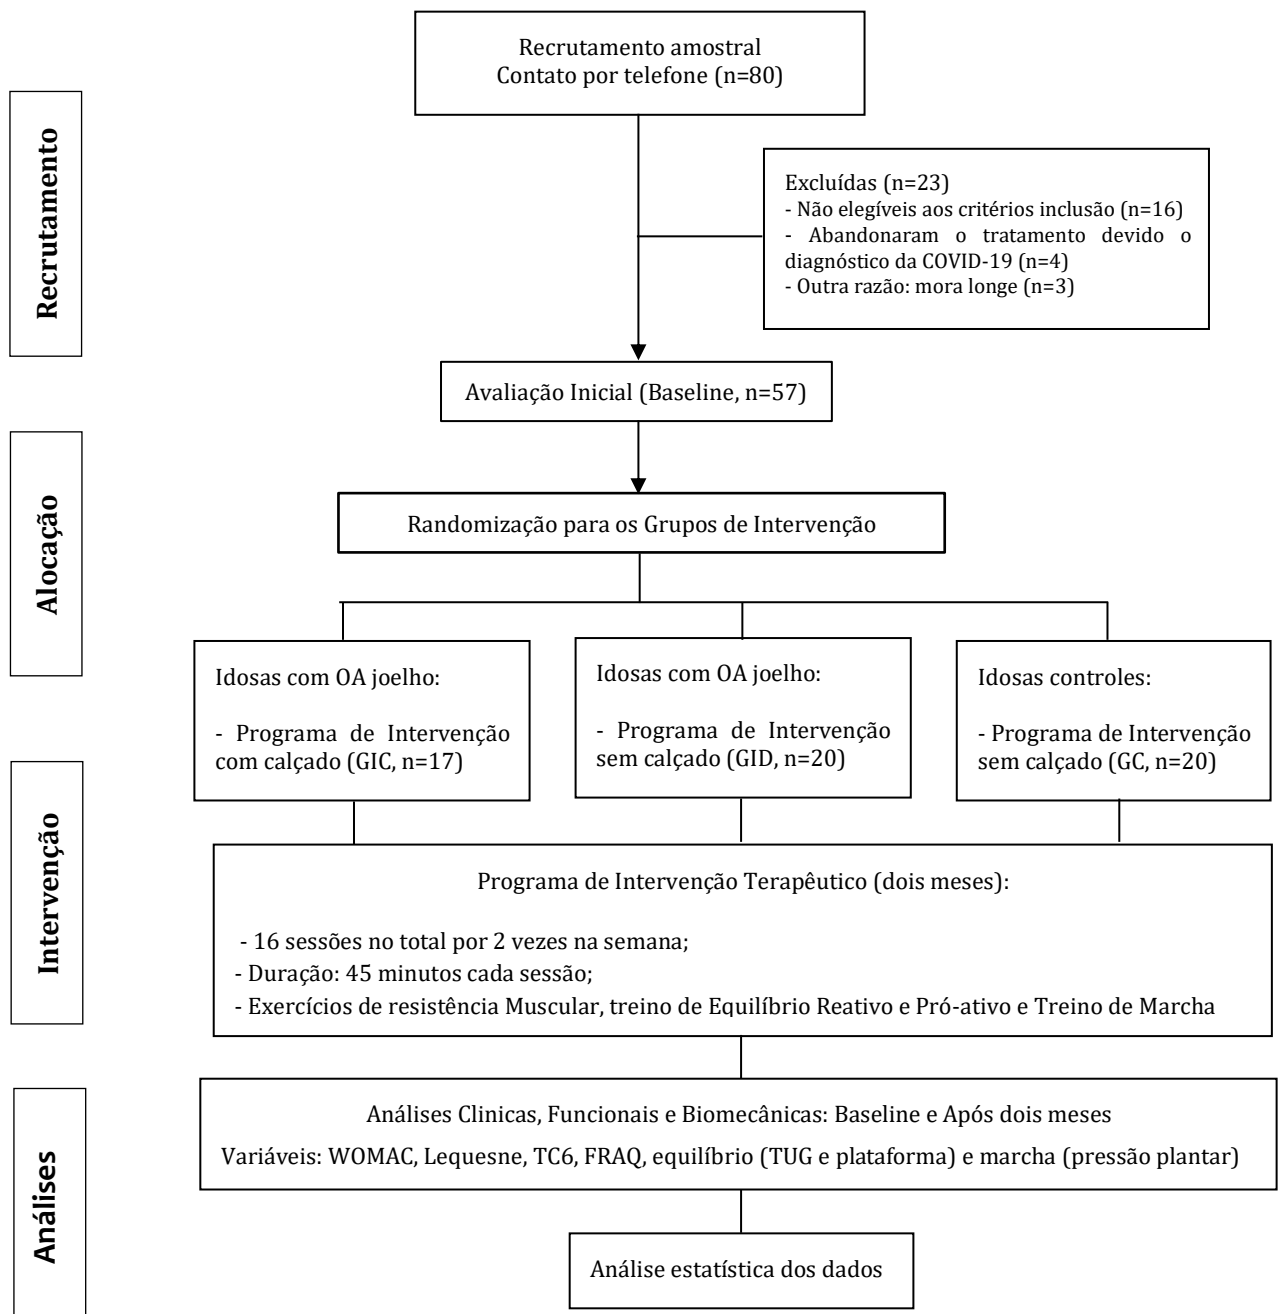 Recrutamento amostral
Contato por telefone (n=80)
Recrutamento
Excluídas (n=23)
- Não elegíveis aos critérios inclusão (n=16)
- Abandonaram o tratamento devido o
diagnóstico da COVID-19 (n=4)
- Outra razão: mora longe (n=3)
Avaliação Inicial (Baseline, n=57)
Alocação
Randomização para os Grupos de Intervenção
Idosas com OA joelho:
- Programa de Intervenção
com calçado (GIC, n=17)
Idosas com OA joelho:
- Programa de Intervenção
sem calçado (GID, n=20)
Idosas controles:
- Programa de Intervenção
sem calçado (GC, n=20)
Intervenção
Programa de Intervenção Terapêutico (dois meses):
- 16 sessões no total por 2 vezes na semana;
- Duração: 45 minutos cada sessão;
- Exercícios de resistência Muscular, treino de Equilíbrio Reativo e Pró-ativo e Treino de Marcha
Análises
Análises Clinicas, Funcionais e Biomecânicas: Baseline e Após dois meses
Variáveis: WOMAC, Lequesne, TC6, FRAQ, equilíbrio (TUG e plataforma) e marcha (pressão plantar)
Análise estatística dos dados